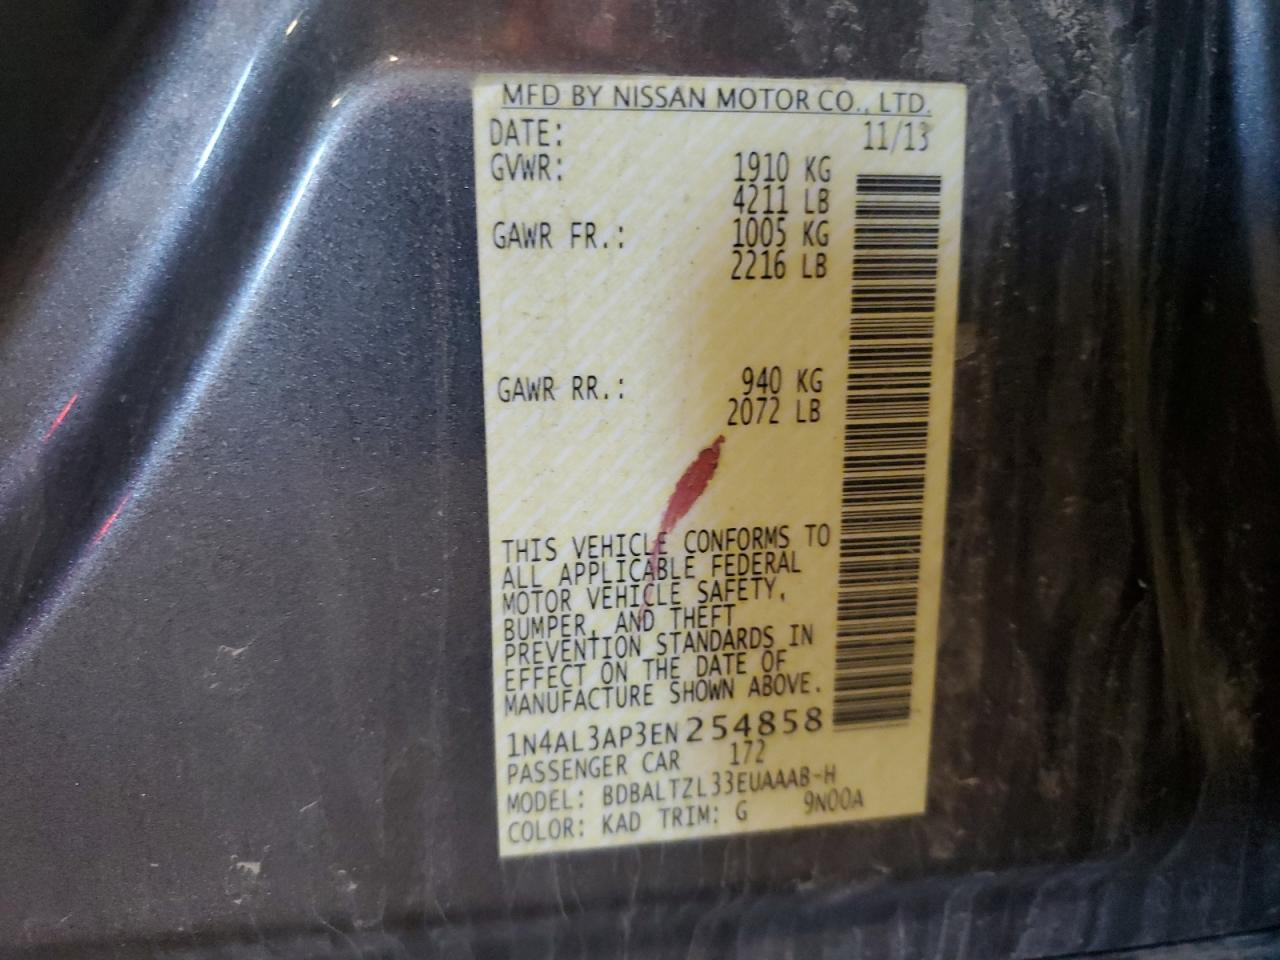 MFD BY NISSAN MOTOR CO., LTD.
DATE: 11/13
GVWR: 1910 KG
4211 LB
GAWR FR.: 1005 KG
2216 LB
GAWR RR.: 940 KG
2072 LB
THIS VEHICLE CONFORMS TO
ALL APPLICABLE FEDERAL
MOTOR VEHICLE SAFETY,
BUMPER, AND THEFT
PREVENTION STANDARDS IN
EFFECT ON THE DATE OF
MANUFACTURE SHOWN ABOVE.
1N4AL3AP3EN254858
PASSENGER CAR 172
MODEL: BDBALTZL33EUAAAB-H
COLOR: KAD TRIM: G 9N00A